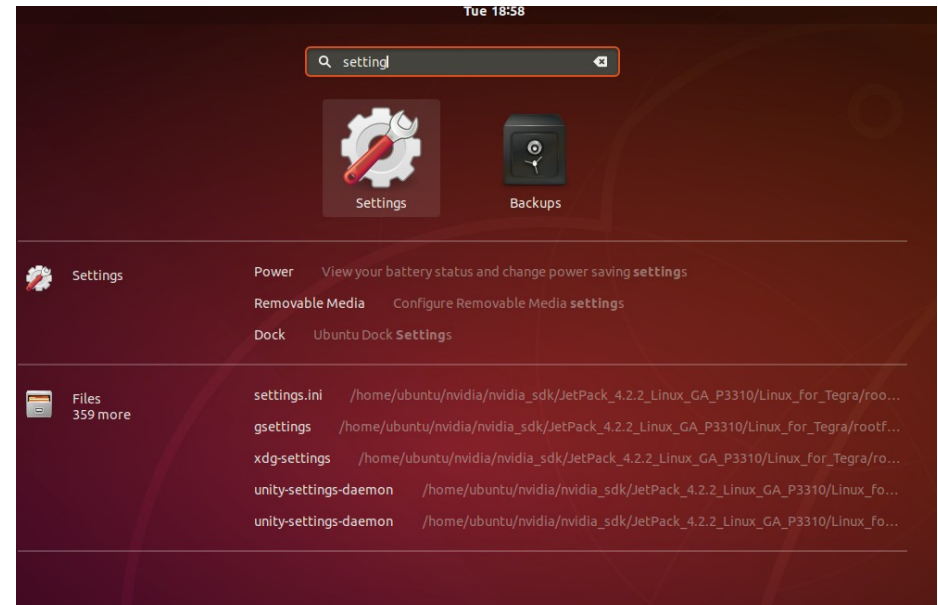 Tue 18:58
setting
Settings
Backups
Settings
Power View your battery status and change power saving settings
Removable Media Configure Removable Media settings
Dock Ubuntu Dock Settings
Files
359 more
settings.ini /home/ubuntu/nvidia/nvidia_sdk/JetPack_4.2.2_Linux_GA_P3310/Linux_for_Tegra/roo...
gsettings /home/ubuntu/nvidia/nvidia_sdk/JetPack_4.2.2_Linux_GA_P3310/Linux_for_Tegra/rootf...
xdg-settings /home/ubuntu/nvidia/nvidia_sdk/JetPack_4.2.2_Linux_GA_P3310/Linux_for_Tegra/ro...
unity-settings-daemon /home/ubuntu/nvidia/nvidia_sdk/JetPack_4.2.2_Linux_GA_P3310/Linux_fo...
unity-settings-daemon /home/ubuntu/nvidia/nvidia_sdk/JetPack_4.2.2_Linux_GA_P3310/Linux_fo...